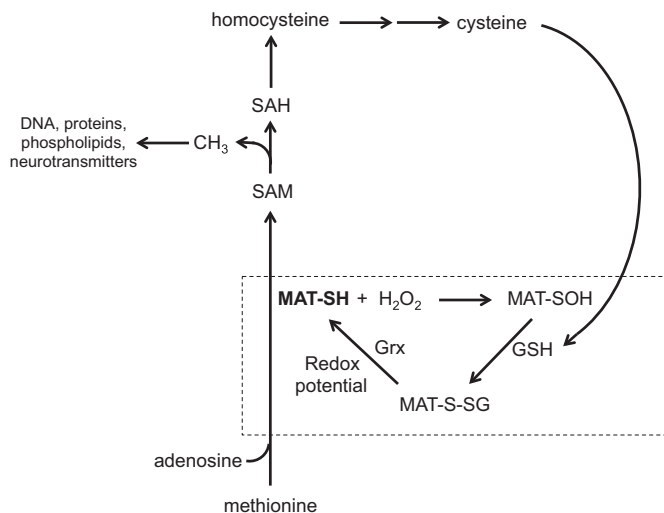 homocysteine
cysteine
SAH
DNA, proteins,
phospholipids,
neurotransmitters
CH₃
SAM
MAT-SH + H₂O₂
MAT-SOH
Grx
GSH
Redox
potential
MAT-S-SG
adenosine
methionine